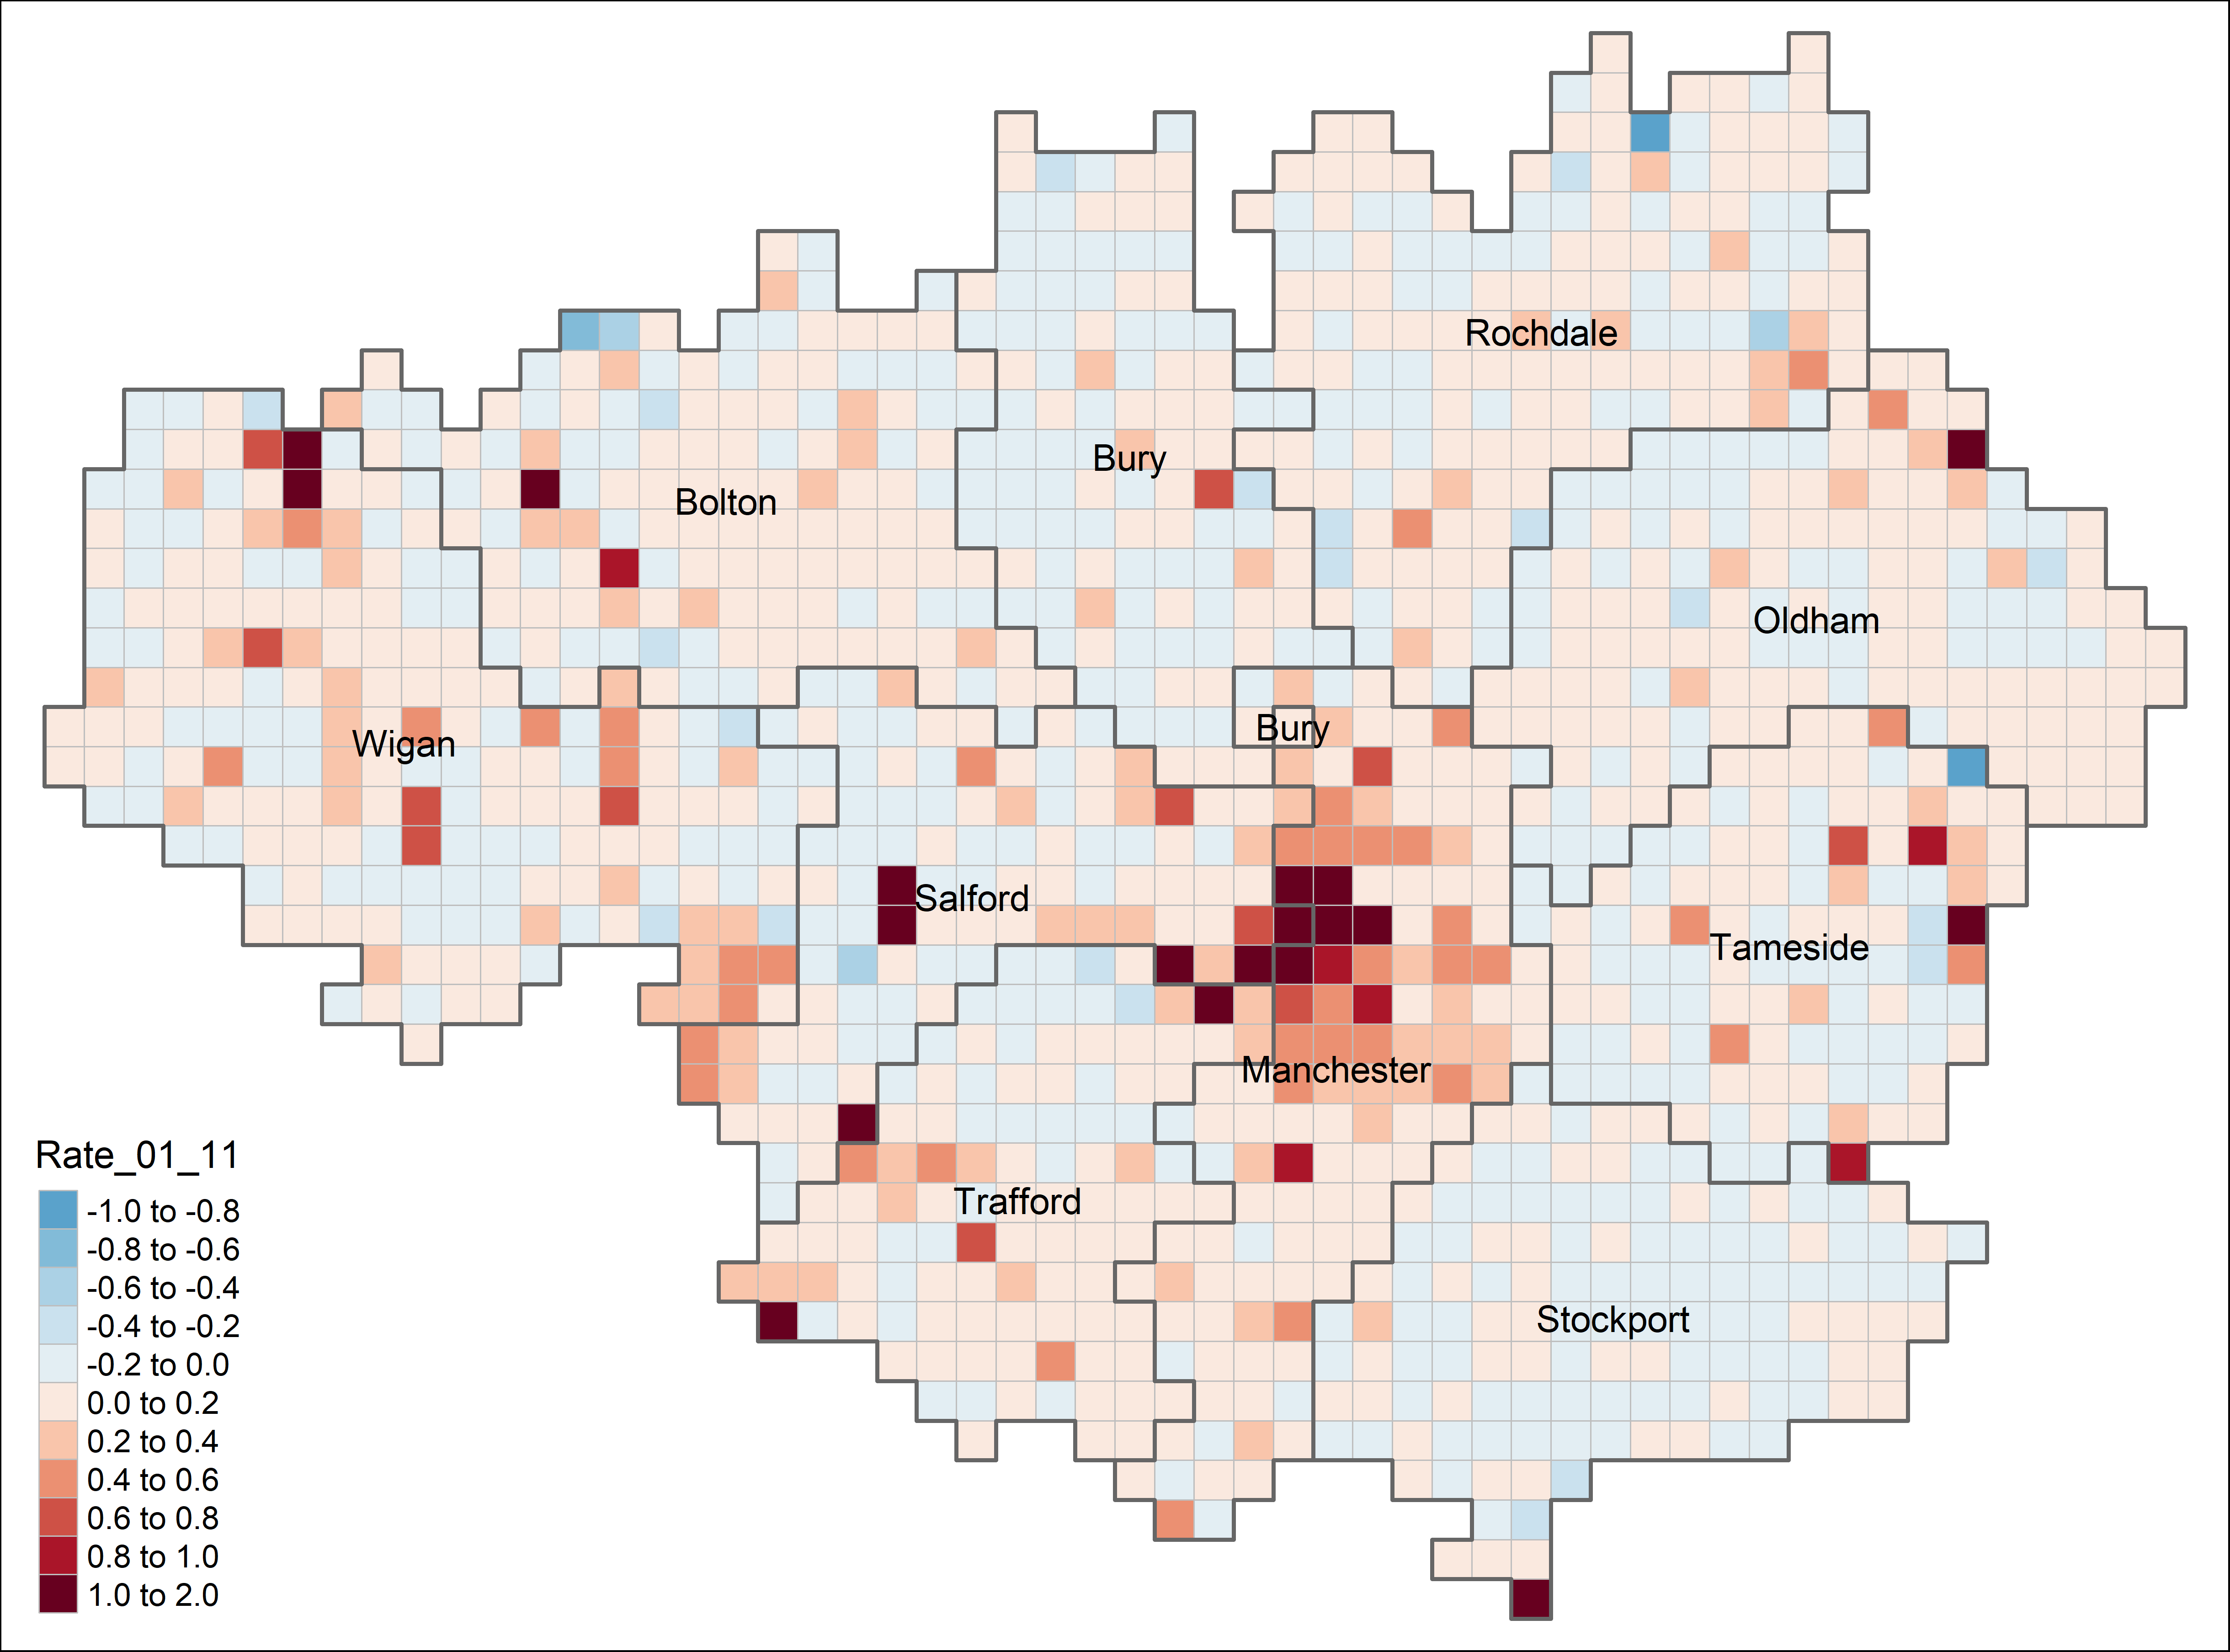 Rochdale
Bury
Bolton
Oldham
Bury
Wigan
Salford
Tameside
Manchester
Trafford
Stockport
Rate_01_11
-1.0 to -0.8
-0.8 to -0.6
-0.6 to -0.4
-0.4 to -0.2
-0.2 to 0.0
0.0 to 0.2
0.2 to 0.4
0.4 to 0.6
0.6 to 0.8
0.8 to 1.0
1.0 to 2.0